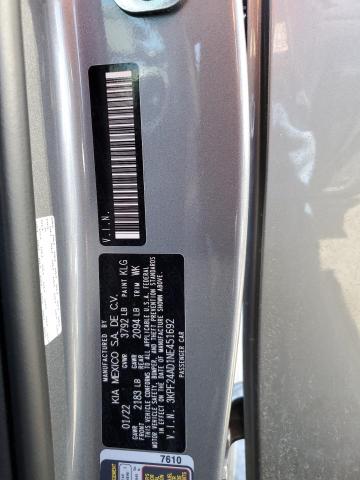 V.I.N.
KIA MEXICO S.A. DE C.V.
01/22 GVWR 3792 LB PAINT KLG
GAWR FRONT 2183 LB GAWR REAR 2094 LB TRIM WK
THIS VEHICLE CONFORMS TO ALL APPLICABLE U.S. FEDERAL MOTOR VEHICLE SAFETY, BUMPER, AND THEFT PREVENTION STANDARDS
IN EFFECT ON THE DATE OF MANUFACTURE SHOWN ABOVE.
V.I.N. 3KPF24AD1NE451692 PASSENGER CAR
7610